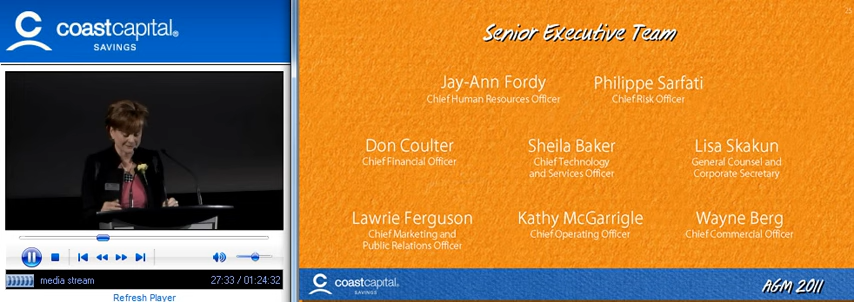 coastcapital®
SAVINGS
media stream
27:33 / 01:24:32
Refresh Player
Senior Executive Team
Jay-Ann Fordy
Chief Human Resources Officer
Philippe Sarfati
Chief Risk Officer
Don Coulter
Chief Financial Officer
Sheila Baker
Chief Technology
and Services Officer
Lisa Skakun
General Counsel and
Corporate Secretary
Lawrie Ferguson
Chief Marketing and
Public Relations Officer
Kathy McGarrigle
Chief Operating Officer
Wayne Berg
Chief Commercial Officer
coastcapital®
SAVINGS
AGM 2011